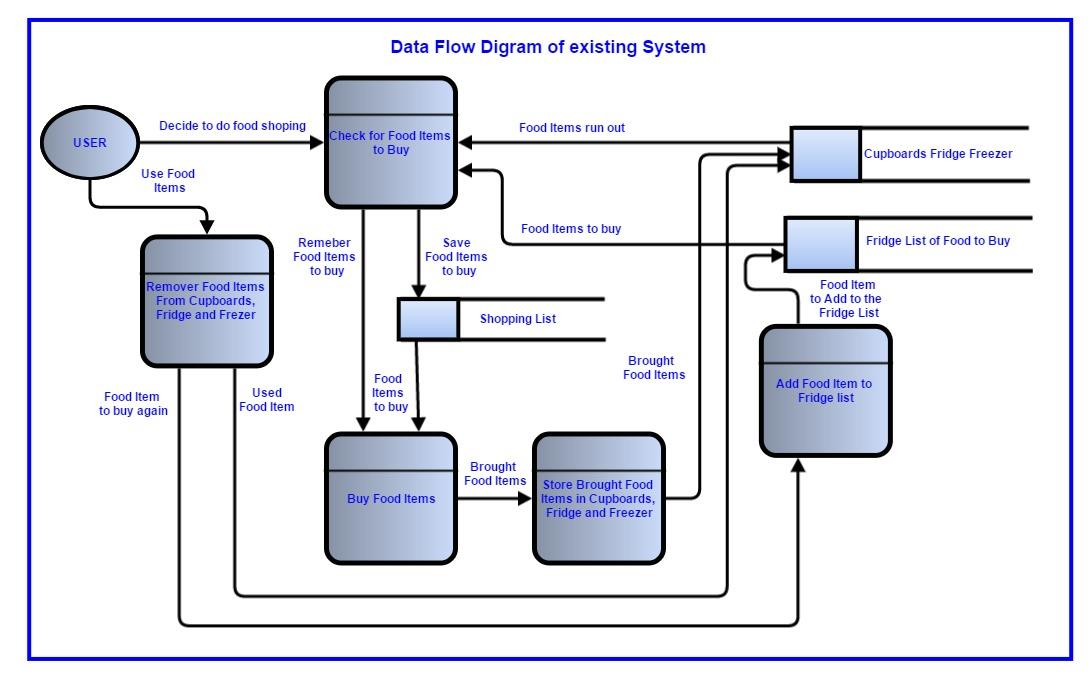 Data Flow Digram of existing System
USER
Decide to do food shoping
Check for Food Items
to Buy
Food Items run out
Cupboards Fridge Freezer
Use Food
Items
Food Items to buy
Fridge List of Food to Buy
Remeber
Food Items
to buy
Save
Food Items
to buy
Remover Food Items
From Cupboards,
Fridge and Frezer
Food Item
to Add to the
Fridge List
Shopping List
Brought
Food Items
Add Food Item to
Fridge list
Food Item
to buy again
Used
Food Item
Food
Items
to buy
Brought
Food Items
Buy Food Items
Store Brought Food
Items in Cupboards,
Fridge and Freezer